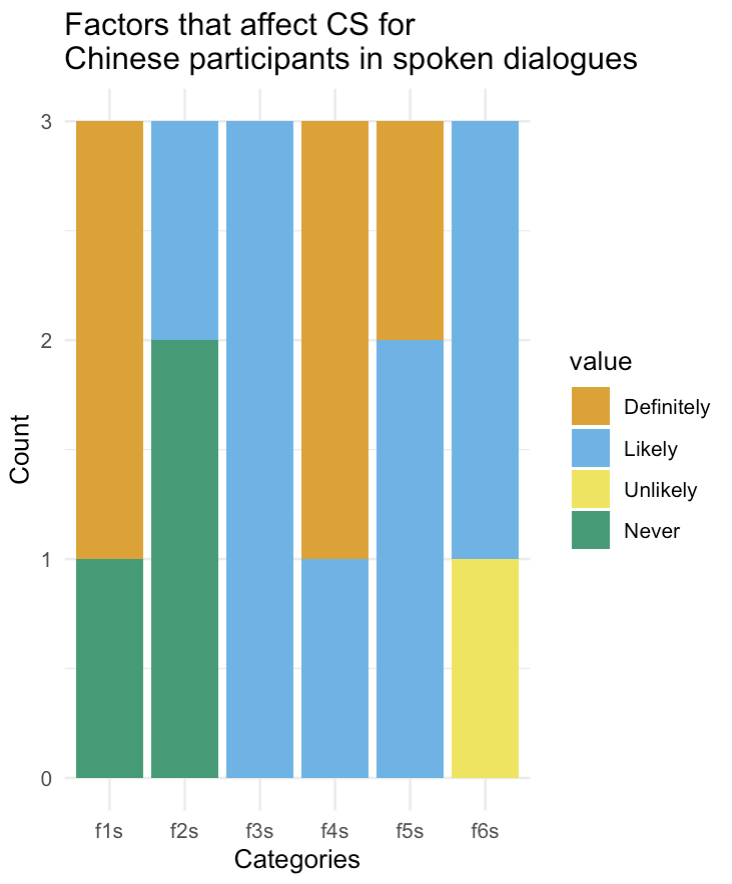 Factors that affect CS for
Chinese participants in spoken dialogues
3
2
1
0
Count
f1s f2s f3s f4s f5s f6s
Categories
value
Definitely
Likely
Unlikely
Never